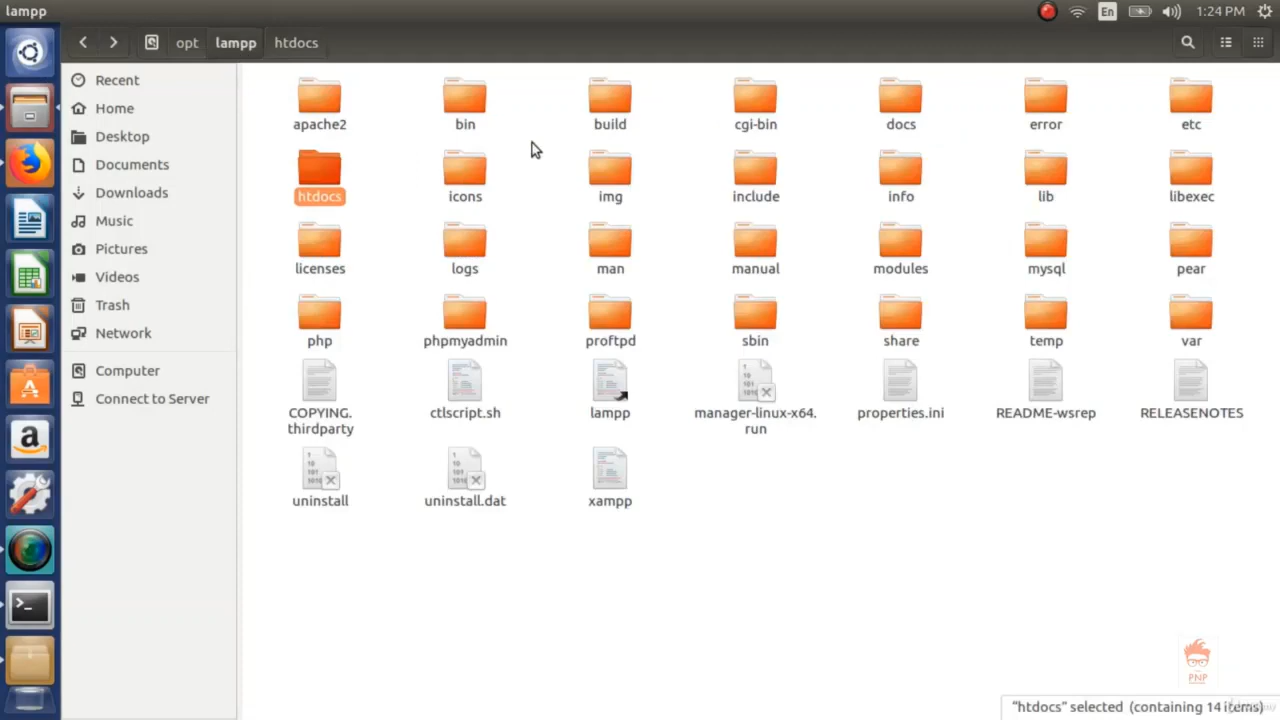 lampp
En
1:24 PM
opt
lampp
htdocs
Recent
Home
Desktop
Documents
Downloads
Music
Pictures
Videos
Trash
Network
Computer
Connect to Server
apache2
bin
build
cgi-bin
docs
error
etc
htdocs
icons
img
include
info
lib
libexec
licenses
logs
man
manual
modules
mysql
pear
php
phpmyadmin
proftpd
sbin
share
temp
var
COPYING.
thirdparty
ctlscript.sh
lampp
manager-linux-x64.
run
properties.ini
README-wsrep
RELEASENOTES
uninstall
uninstall.dat
xampp
PNP
"htdocs" selected (containing 14 items)